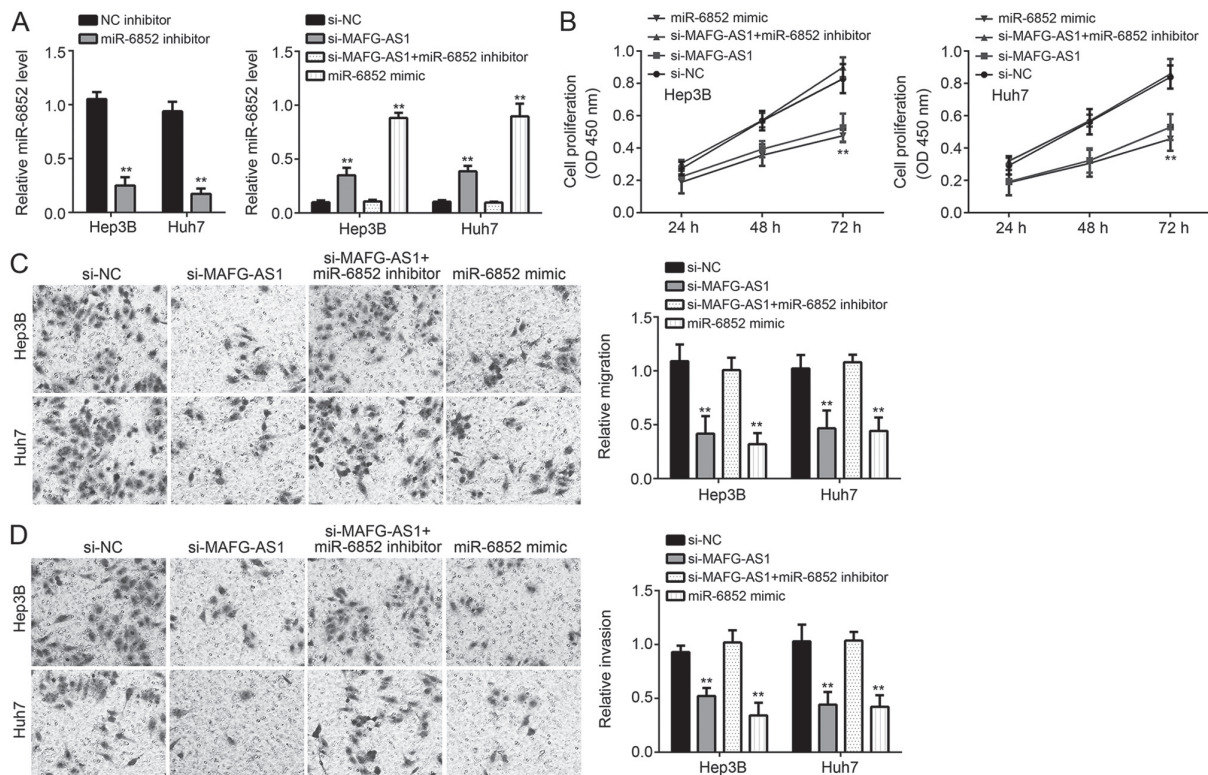 A
NC inhibitor
miR-6852 inhibitor
Relative miR-6852 level
1.5
1.0
0.5
0.0
Hep3B
Huh7
**
**
si-NC
si-MAFG-AS1
si-MAFG-AS1+miR-6852 inhibitor
miR-6852 mimic
Relative miR-6852 level
1.5
1.0
0.5
0.0
Hep3B
Huh7
**
**
**
**
B
miR-6852 mimic
si-MAFG-AS1+miR-6852 inhibitor
si-MAFG-AS1
si-NC
Hep3B
Cell proliferation
(OD 450 nm)
1.0
0.8
0.6
0.4
0.2
0.0
24 h
48 h
72 h
**
miR-6852 mimic
si-MAFG-AS1+miR-6852 inhibitor
si-MAFG-AS1
si-NC
Huh7
Cell proliferation
(OD 450 nm)
1.0
0.8
0.6
0.4
0.2
0.0
24 h
48 h
72 h
**
C
si-NC
si-MAFG-AS1
si-MAFG-AS1+
miR-6852 inhibitor
miR-6852 mimic
Hep3B
Huh7
si-NC
si-MAFG-AS1
si-MAFG-AS1+miR-6852 inhibitor
miR-6852 mimic
Relative migration
1.5
1.0
0.5
0.0
Hep3B
Huh7
**
**
**
**
D
si-NC
si-MAFG-AS1
si-MAFG-AS1+
miR-6852 inhibitor
miR-6852 mimic
Hep3B
Huh7
si-NC
si-MAFG-AS1
si-MAFG-AS1+miR-6852 inhibitor
miR-6852 mimic
Relative invasion
1.5
1.0
0.5
0.0
Hep3B
Huh7
**
**
**
**